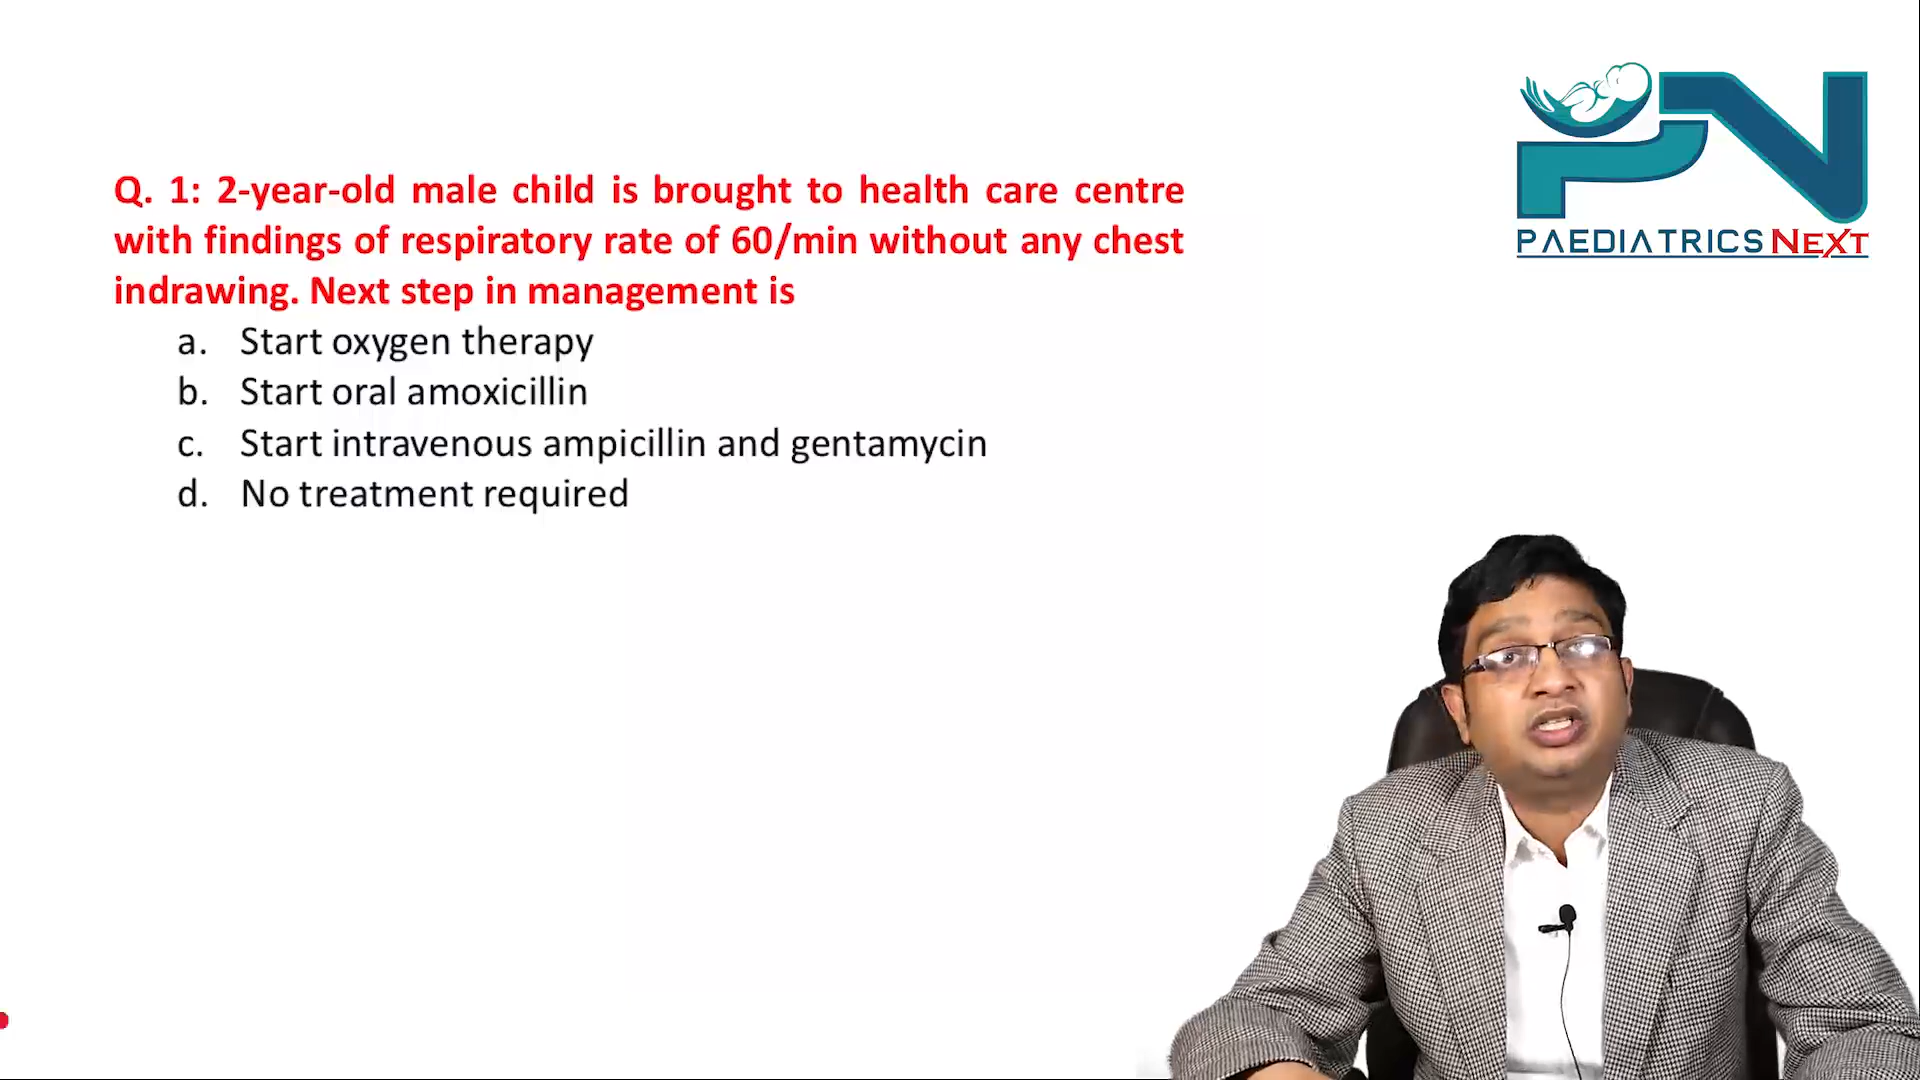 Q. 1: 2-year-old male child is brought to health care centre
with findings of respiratory rate of 60/min without any chest
indrawing. Next step in management is
a. Start oxygen therapy
b. Start oral amoxicillin
c. Start intravenous ampicillin and gentamycin
d. No treatment required
PN
PAEDIATRICS NEXT